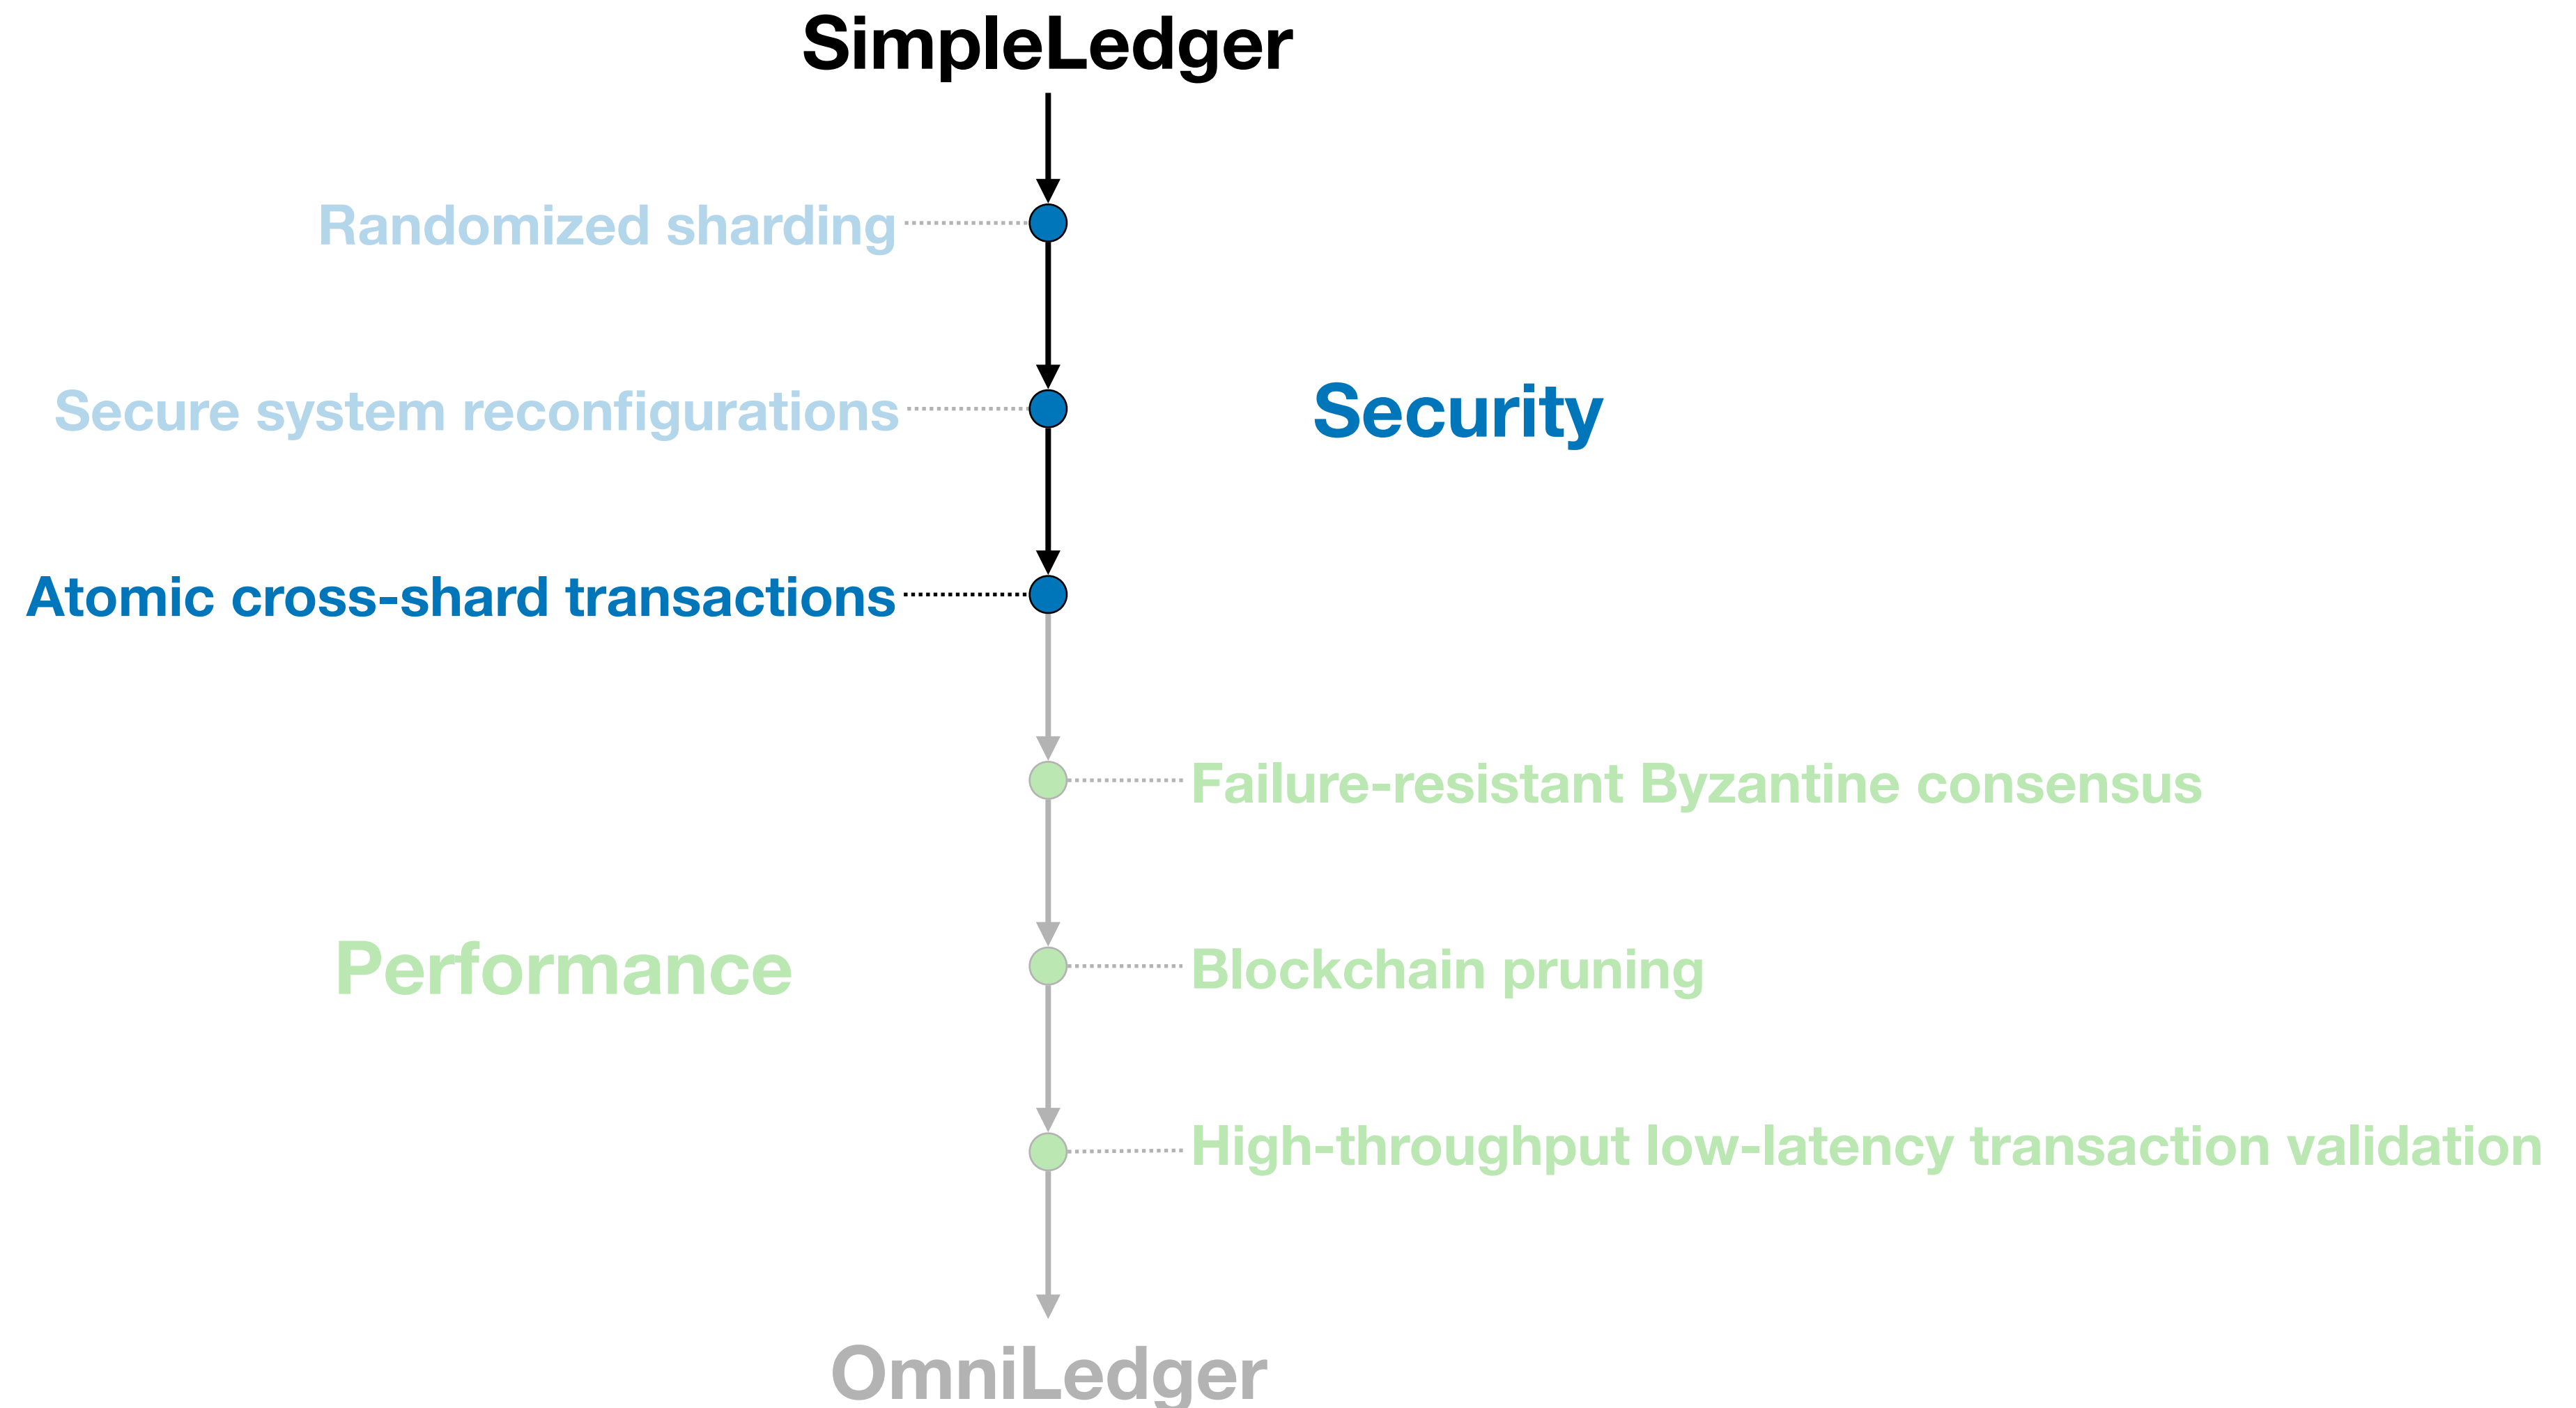 SimpleLedger
Randomized sharding
Secure system reconfigurations
Security
Atomic cross-shard transactions
Failure-resistant Byzantine consensus
Performance
Blockchain pruning
High-throughput low-latency transaction validation
OmniLedger